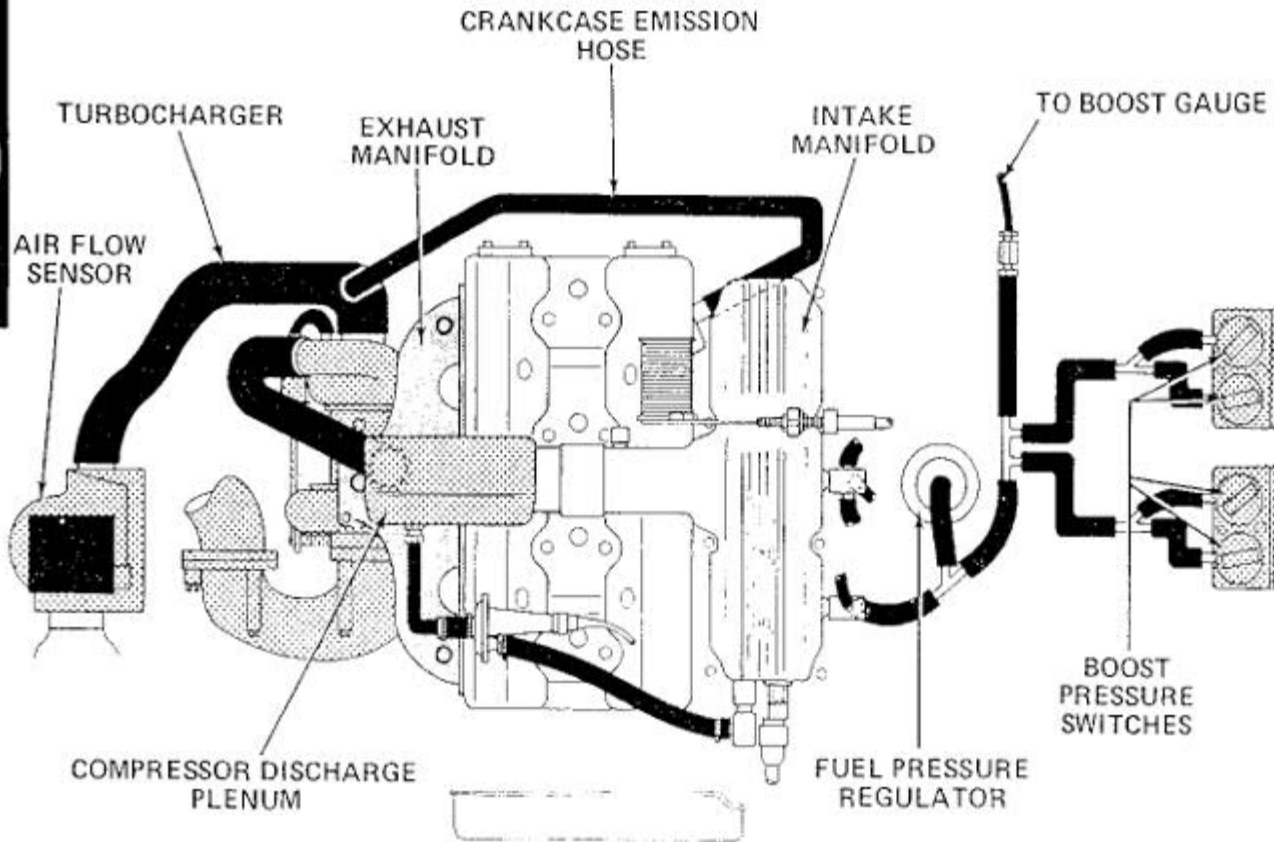 CRANKCASE EMISSION
HOSE
TURBOCHARGER
EXHAUST
MANIFOLD
INTAKE
MANIFOLD
TO BOOST GAUGE
AIR FLOW
SENSOR
BOOST
PRESSURE
SWITCHES
COMPRESSOR DISCHARGE
PLENUM
FUEL PRESSURE
REGULATOR